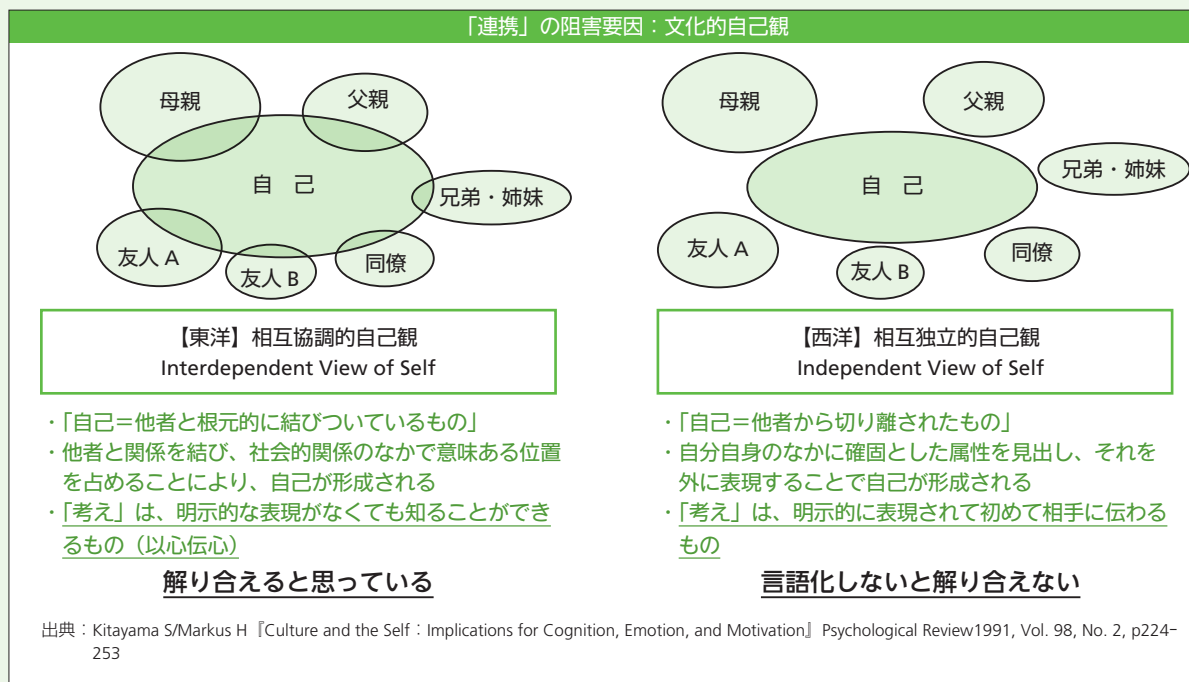 「連携」の阻害要因：文化的自己観
母親
父親
自　己
兄弟・姉妹
友人 A
友人 B
同僚
【東洋】相互協調的自己観
Interdependent View of Self
・「自己＝他者と根元的に結びついているもの」
・他者と関係を結び、社会的関係のなかで意味ある位置
を占めることにより、自己が形成される
・「考え」は、明示的な表現がなくても知ることができ
るもの（以心伝心）
解り合えると思っている
母親
父親
自　己
兄弟・姉妹
友人 A
友人 B
同僚
【西洋】相互独立的自己観
Independent View of Self
・「自己＝他者から切り離されたもの」
・自分自身のなかに確固とした属性を見出し、それを
外に表現することで自己が形成される
・「考え」は、明示的に表現されて初めて相手に伝わる
もの
言語化しないと解り合えない
出典：Kitayama S/Markus H『Culture and the Self：Implications for Cognition, Emotion, and Motivation』Psychological Review1991, Vol. 98, No. 2, p224-
253